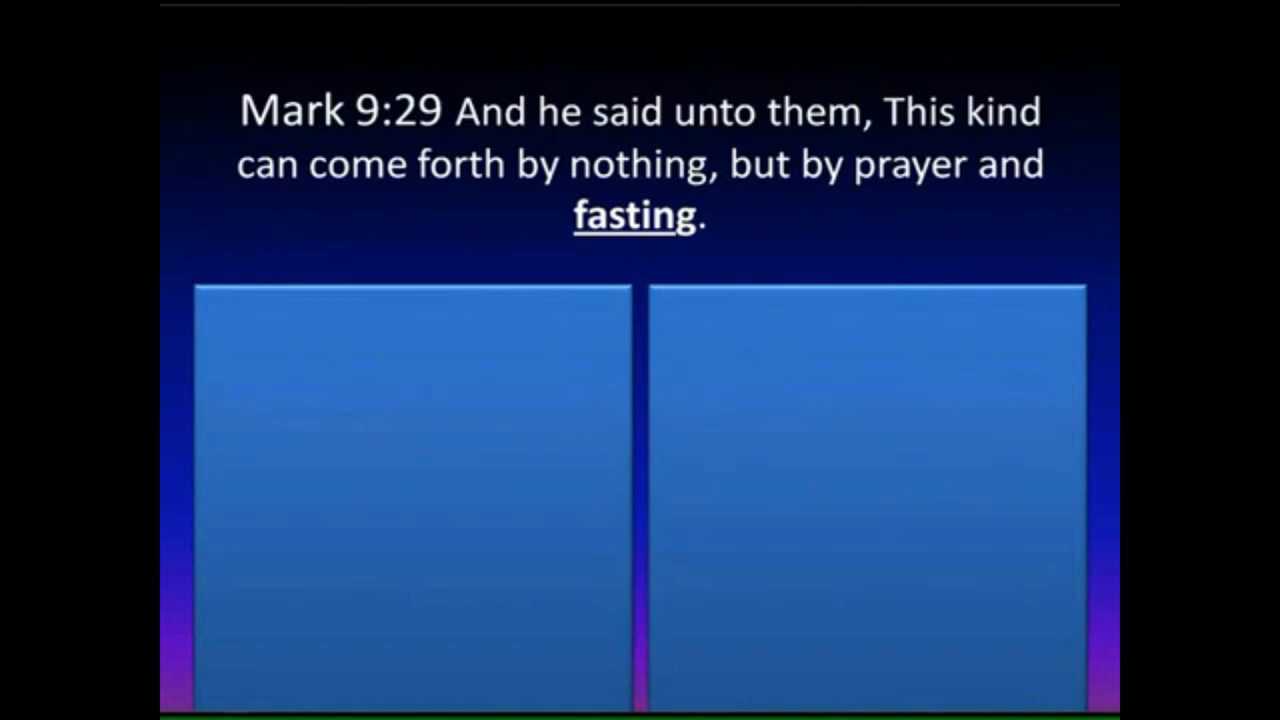 Mark 9:29 And he said unto them, This kind
can come forth by nothing, but by prayer and
fasting.